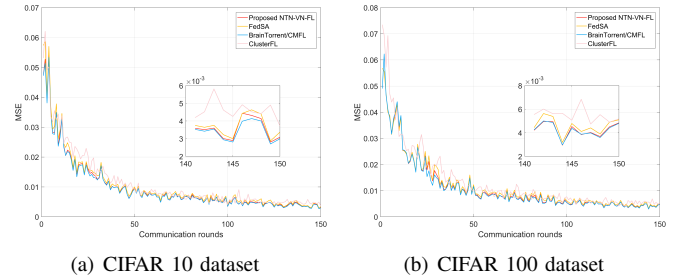 0.07
0.06
0.05
0.04
0.03
0.02
0.01
0
MSE
0 50 100 150
Communication rounds
Proposed NTN-VN-FL
FedSA
BrainTorrent/CMFL
ClusterFL
×10⁻³
6
5
4
3
2
140 145 150
(a) CIFAR 10 dataset
0.08
0.07
0.06
0.05
0.04
0.03
0.02
0.01
0
MSE
0 50 100 150
Communication rounds
Proposed NTN-VN-FL
FedSA
BrainTorrent/CMFL
ClusterFL
×10⁻³
8
6
4
2
140 145 150
(b) CIFAR 100 dataset